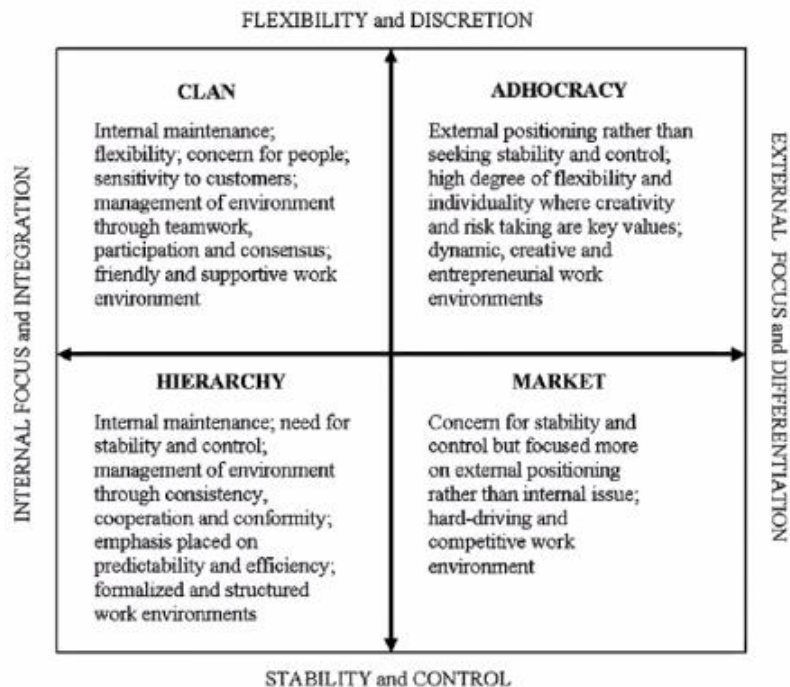 FLEXIBILITY and DISCRETION
CLAN
Internal maintenance;
flexibility; concern for people;
sensitivity to customers;
management of environment
through teamwork,
participation and consensus;
friendly and supportive work
environment
ADHOCRACY
External positioning rather than
seeking stability and control;
high degree of flexibility and
individuality where creativity
and risk taking are key values;
dynamic, creative and
entrepreneurial work
environments
INTERNAL FOCUS and INTEGRATION
EXTERNAL FOCUS and DIFFERENTIATION
HIERARCHY
Internal maintenance; need for
stability and control;
management of environment
through consistency,
cooperation and conformity;
emphasis placed on
predictability and efficiency;
formalized and structured
work environments
MARKET
Concern for stability and
control but focused more
on external positioning
rather than internal issue;
hard-driving and
competitive work
environment
STABILITY and CONTROL